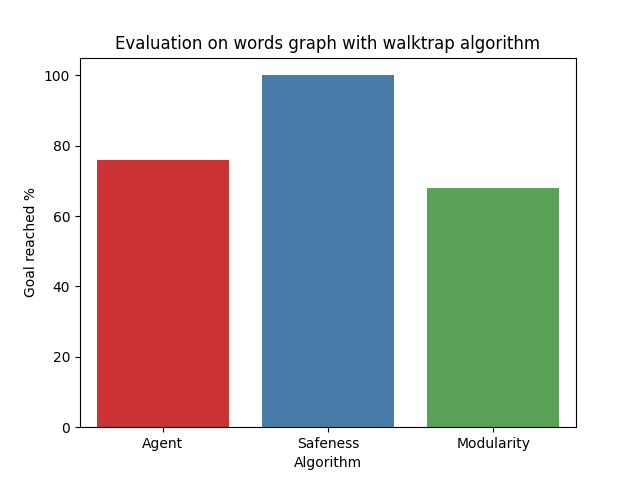 Evaluation on words graph with walktrap algorithm
100
80
60
40
20
0
Goal reached %
Agent Safeness Modularity
Algorithm